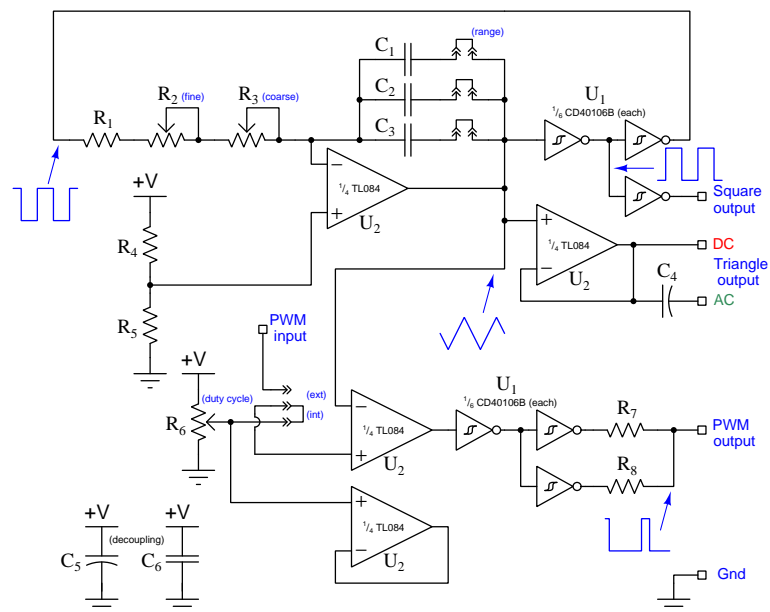 C1
(range)
R2 (fine)
R3 (coarse)
C2
U1
1/6 CD40106B (each)
R1
C3
−
1/4 TL084
+
U2
+V
Square
output
R4
+
1/4 TL084
−
U2
DC
Triangle
output
C4
AC
R5
PWM
input
+V
(duty cycle)
R6
(ext)
(int)
−
1/4 TL084
+
U2
U1
1/6 CD40106B (each)
R7
PWM
output
R8
+
1/4 TL084
−
U2
+V
(decoupling)
+V
C5
C6
Gnd